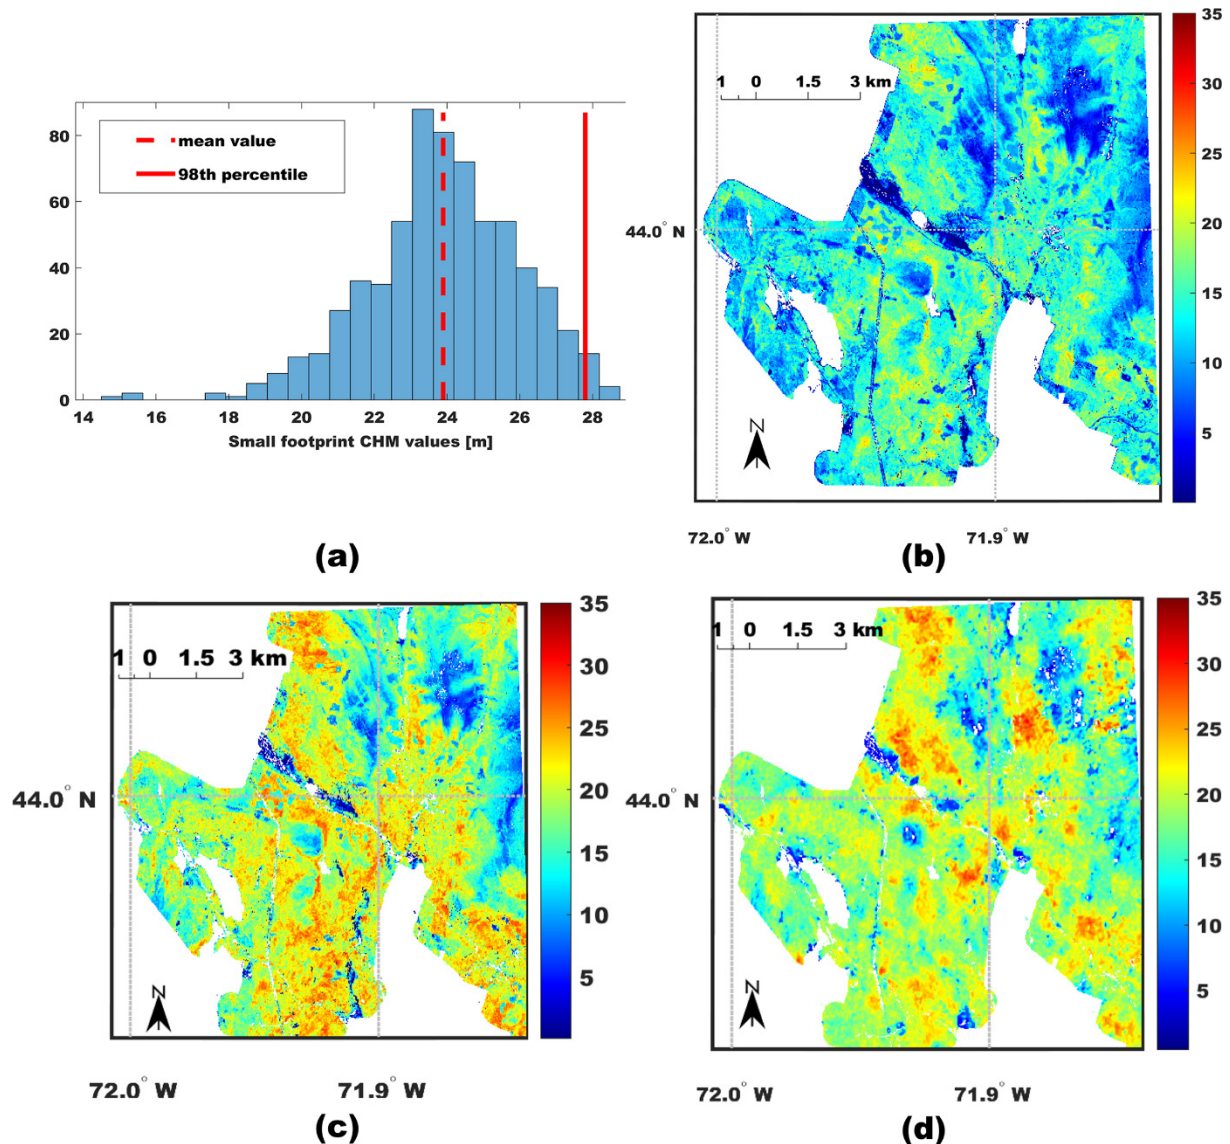 80
60
40
20
0
mean value
98th percentile
14 16 18 20 22 24 26 28
Small footprint CHM values [m]
(a)
1 0 1.5 3 km
44.0° N
N
72.0° W 71.9° W
35
30
25
20
15
10
5
(b)
1 0 1.5 3 km
44.0° N
N
72.0° W 71.9° W
35
30
25
20
15
10
5
(c)
1 0 1.5 3 km
44.0° N
N
72.0° W 71.9° W
35
30
25
20
15
10
5
(d)